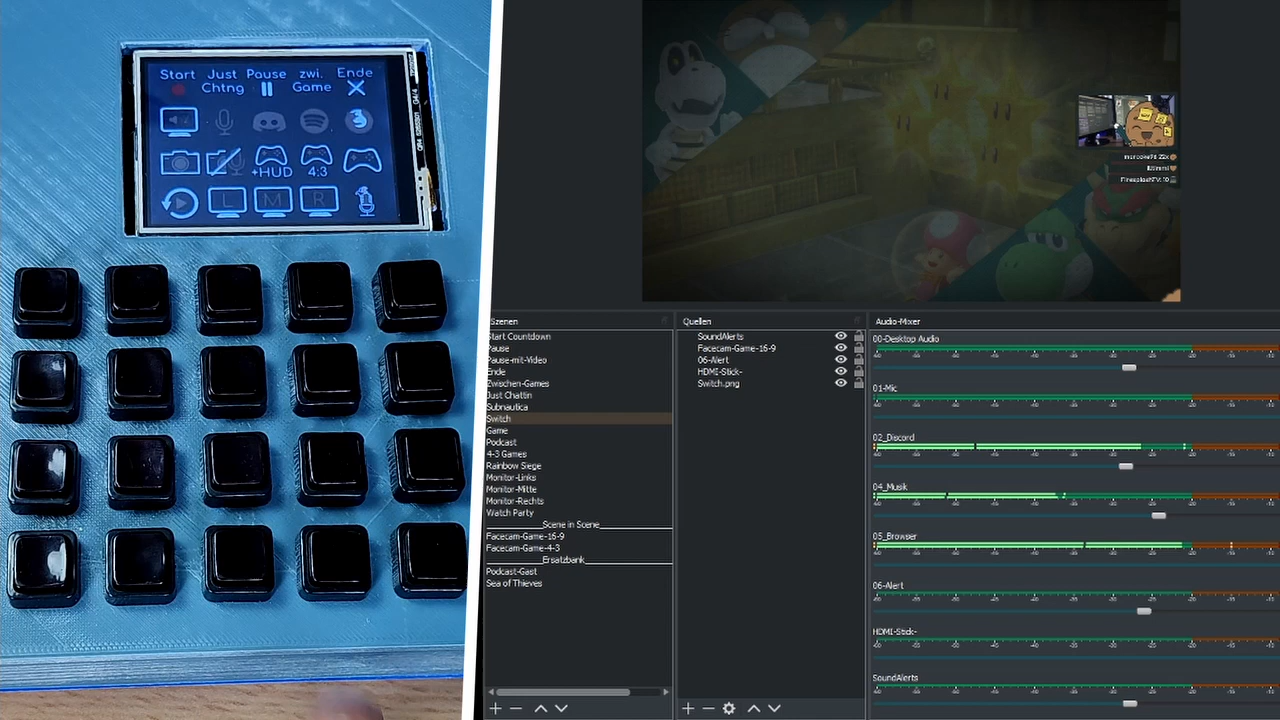 Start Just Pause zwi. Ende
Chtng Game
+HUD 4:3
L M R
Szenen
Start Countdown
Pause
Pause-mit-Video
Ende
Zwischen-Games
Just Chattin
Subnautica
Switch
Game
Podcast
4-3 Games
Rainbow Siege
Monitor-Links
Monitor-Mitte
Monitor-Rechts
Watch Party
Scene in Scene
Facecam-Game-16-9
Facecam-Game-4-3
Ersatzbank
Podcast-Gast
Sea of Thieves
Quellen
SoundAlerts
Facecam-Game-16-9
06-Alert
HDMI-Stick-
Switch.png
Audio-Mixer
00-Desktop Audio
01-Mic
02_Discord
04_Musik
05_Browser
06-Alert
HDMI-Stick-
SoundAlerts